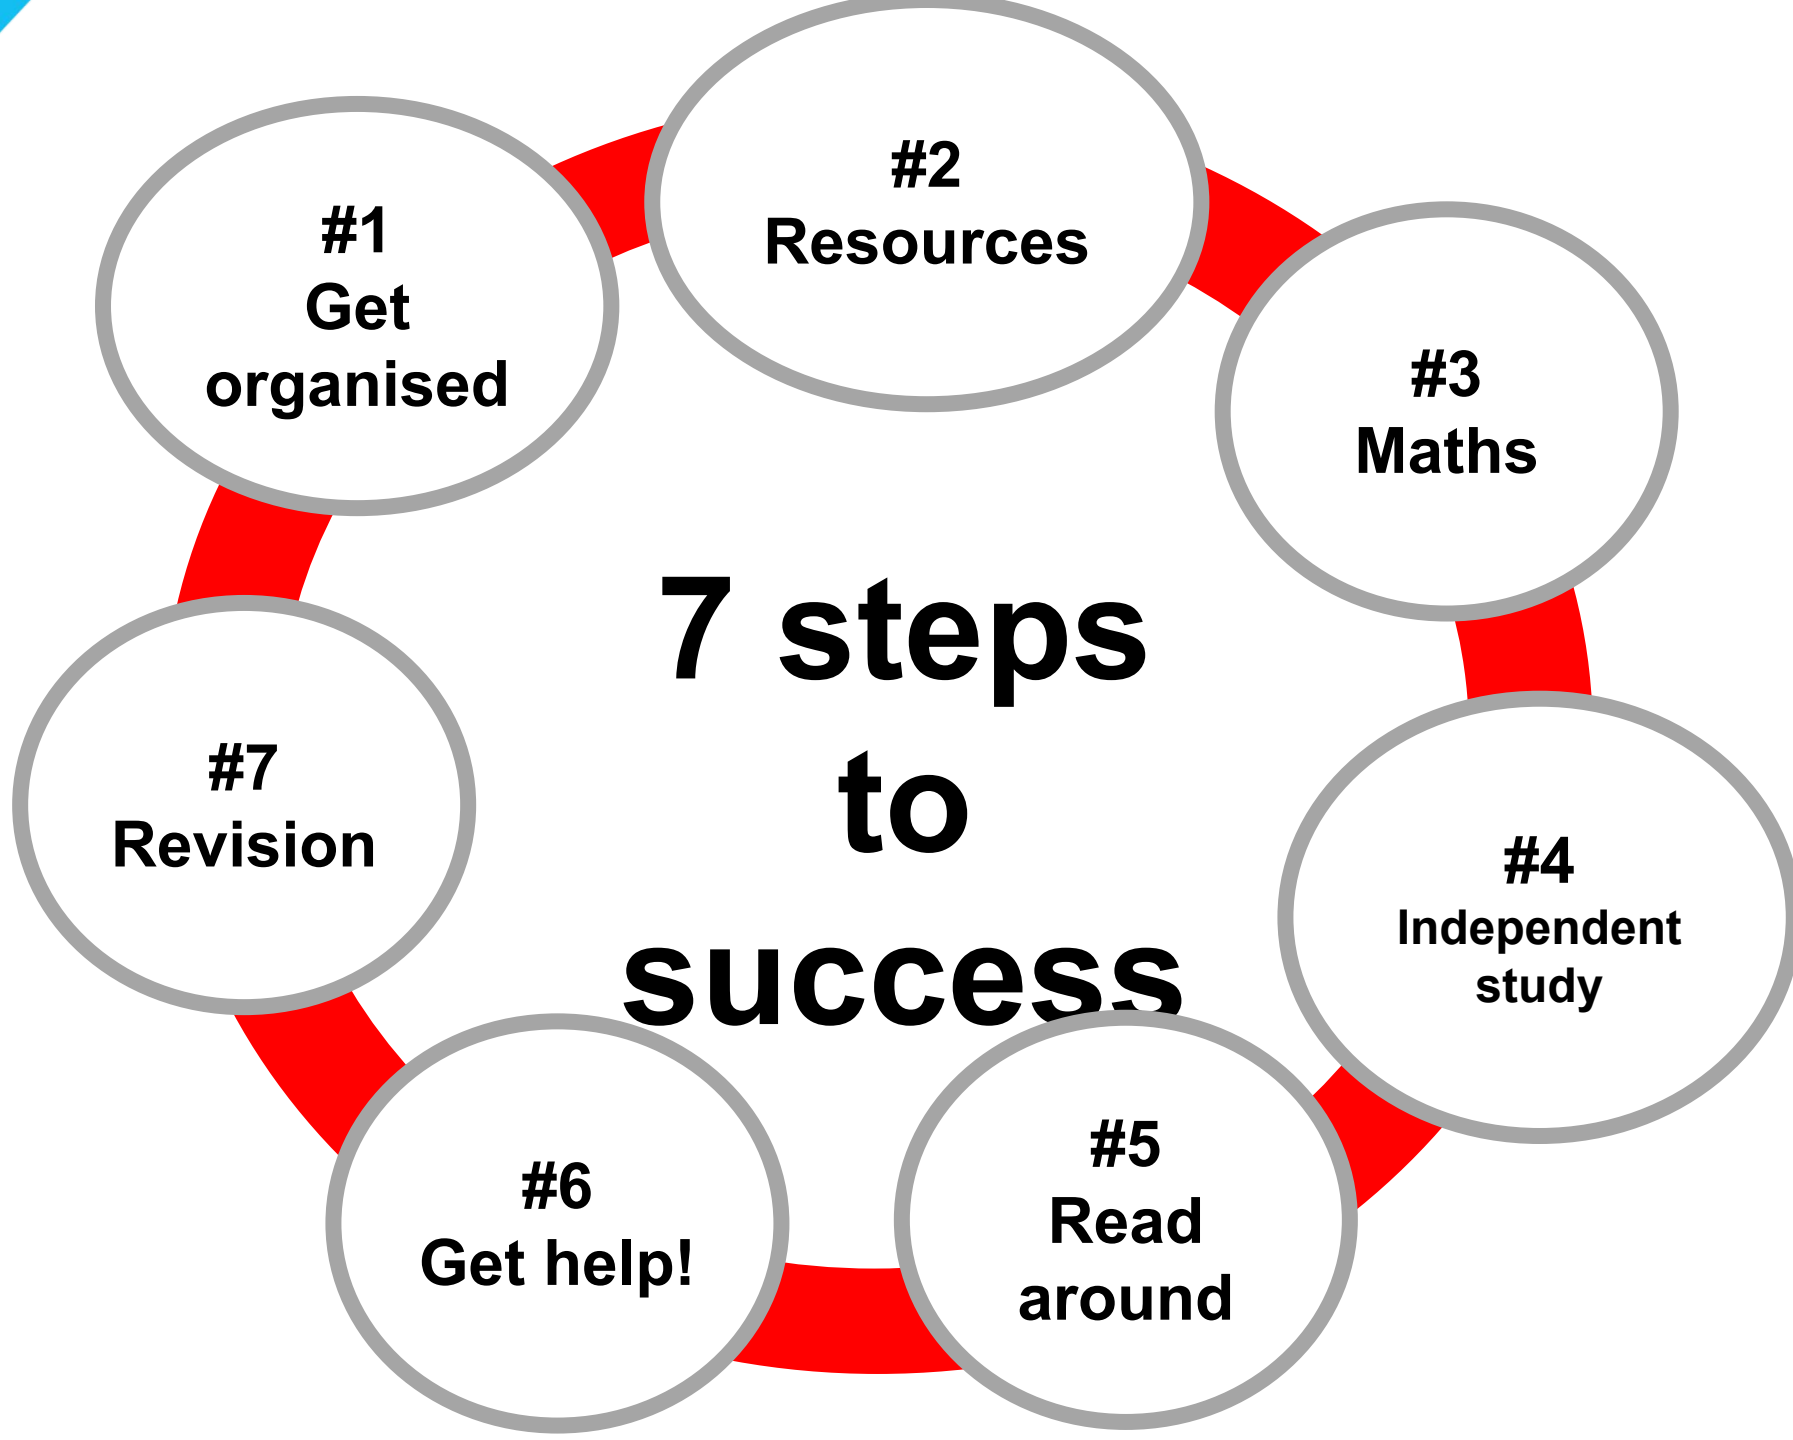 #1
Get
organised
#2
Resources
#3
Maths
#4
Independent
study
#5
Read
around
#6
Get help!
#7
Revision
7 steps
to
success